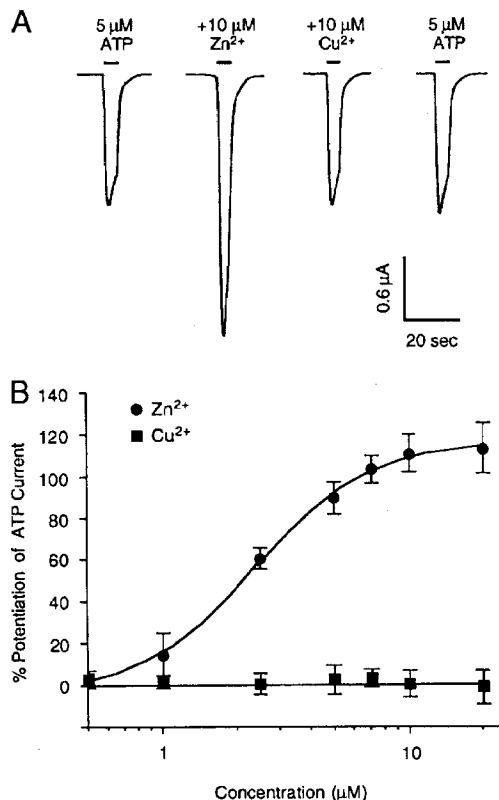 A
5 μM
ATP
+10 μM
Zn2+
+10 μM
Cu2+
5 μM
ATP
0.6 μA
20 sec
B
140
120
100
80
60
40
20
0
% Potentiation of ATP Current
Zn2+
Cu2+
1
10
Concentration (μM)